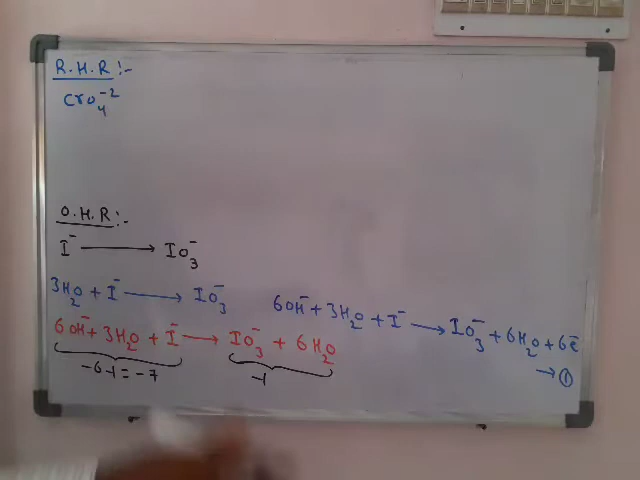 R.H.R :-
CrO₄⁻²
O.H.R :-
I⁻ ⟶ IO₃⁻
3H₂O + I⁻ ⟶ IO₃⁻
6OH⁻ + 3H₂O + I⁻ ⟶ IO₃⁻ + 6H₂O + 6e⁻
→ ①
6OH⁻ + 3H₂O + I⁻ ⟶ IO₃⁻ + 6H₂O
-6-1 = -7 -1